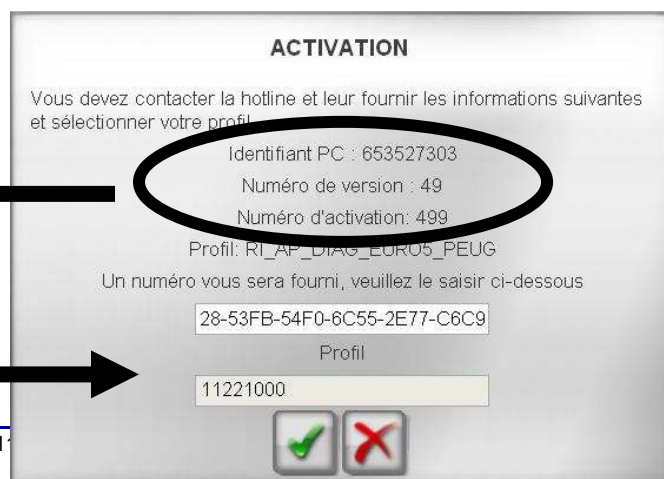 ACTIVATION
Vous devez contacter la hotline et leur fournir les informations suivantes
et sélectionner votre profil
Identifiant PC : 653527303
Numéro de version : 49
Numéro d'activation: 499
Profil: RI_AP_DIAG_EURO5_PEUG
Un numéro vous sera fourni, veuillez le saisir ci-dessous
28-53FB-54F0-6C55-2E77-C6C9
Profil
11221000